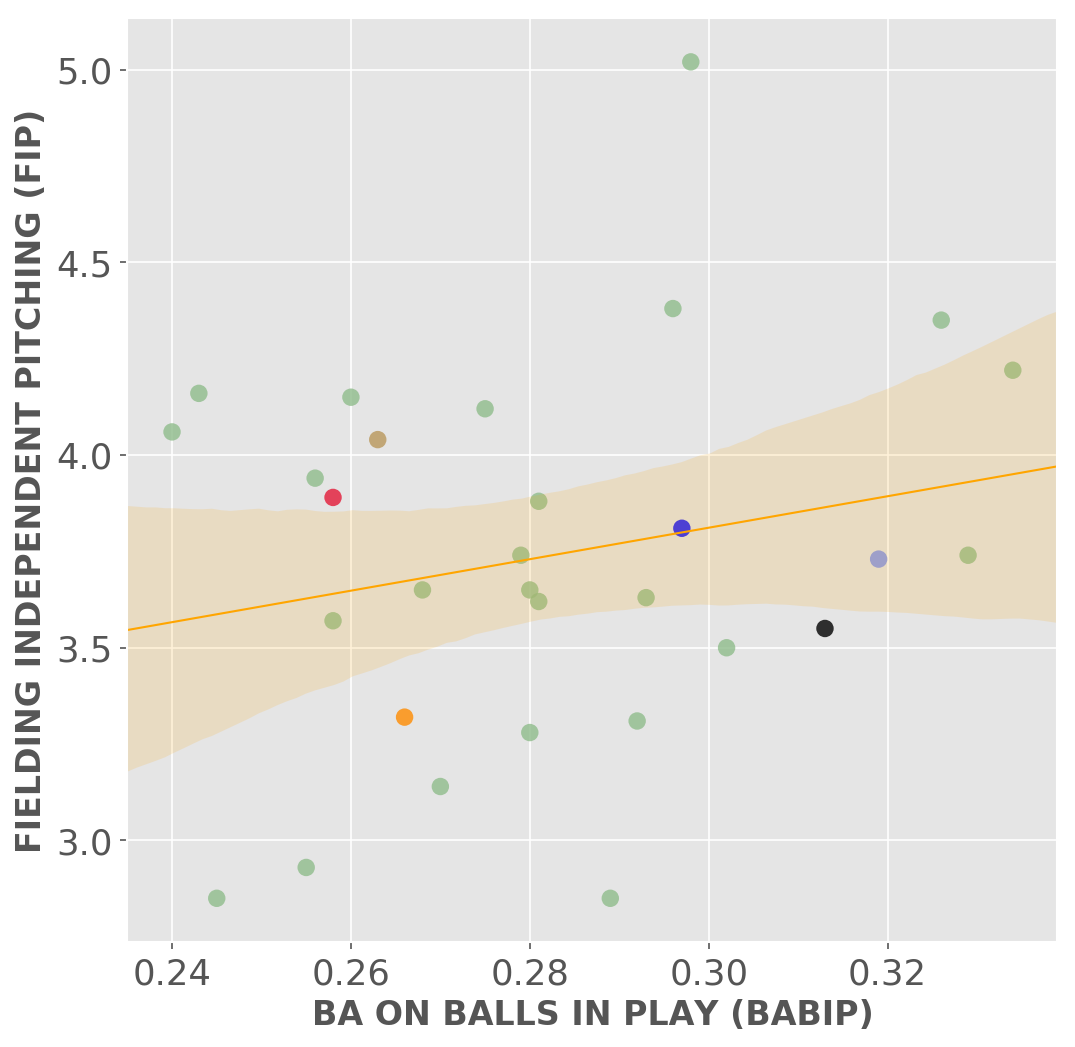 FIELDING INDEPENDENT PITCHING (FIP)
5.0
4.5
4.0
3.5
3.0
0.24 0.26 0.28 0.30 0.32
BA ON BALLS IN PLAY (BABIP)